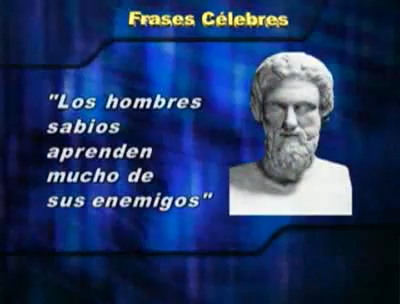 Frases Célebres
"Los hombres
sabios
aprenden
mucho de
sus enemigos"